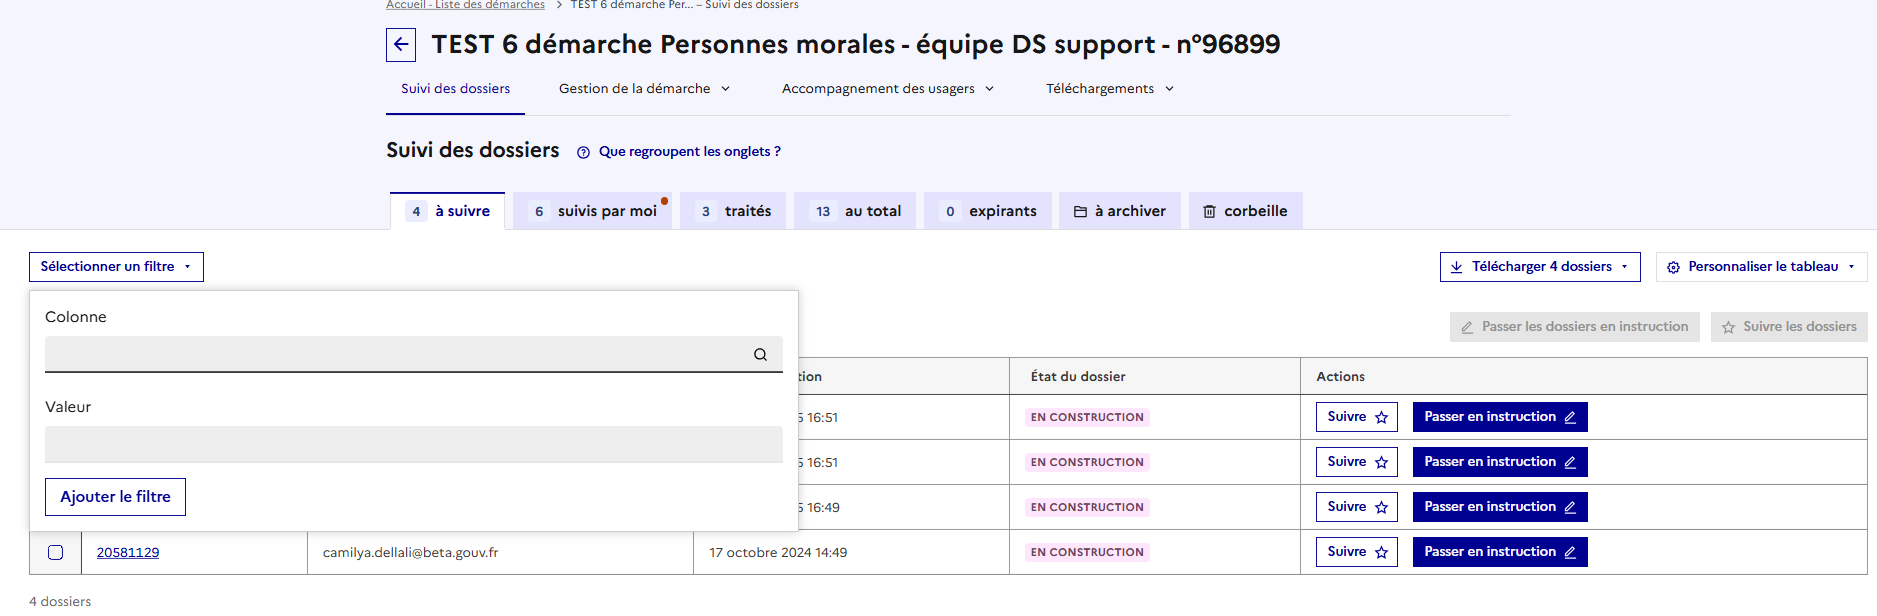 Accueil - Liste des démarches > TEST 6 démarche Per... – Suivi des dossiers
TEST 6 démarche Personnes morales - équipe DS support - n°96899
Suivi des dossiers Gestion de la démarche Accompagnement des usagers Téléchargements
Suivi des dossiers Que regroupent les onglets ?
4 à suivre 6 suivis par moi 3 traités 13 au total 0 expirants à archiver corbeille
Sélectionner un filtre Télécharger 4 dossiers Personnaliser le tableau
Colonne
Passer les dossiers en instruction Suivre les dossiers
tion État du dossier Actions
Valeur
16:51 EN CONSTRUCTION Suivre Passer en instruction
16:51 EN CONSTRUCTION Suivre Passer en instruction
Ajouter le filtre
16:49 EN CONSTRUCTION Suivre Passer en instruction
20581129 camilya.dellali@beta.gouv.fr 17 octobre 2024 14:49 EN CONSTRUCTION Suivre Passer en instruction
4 dossiers